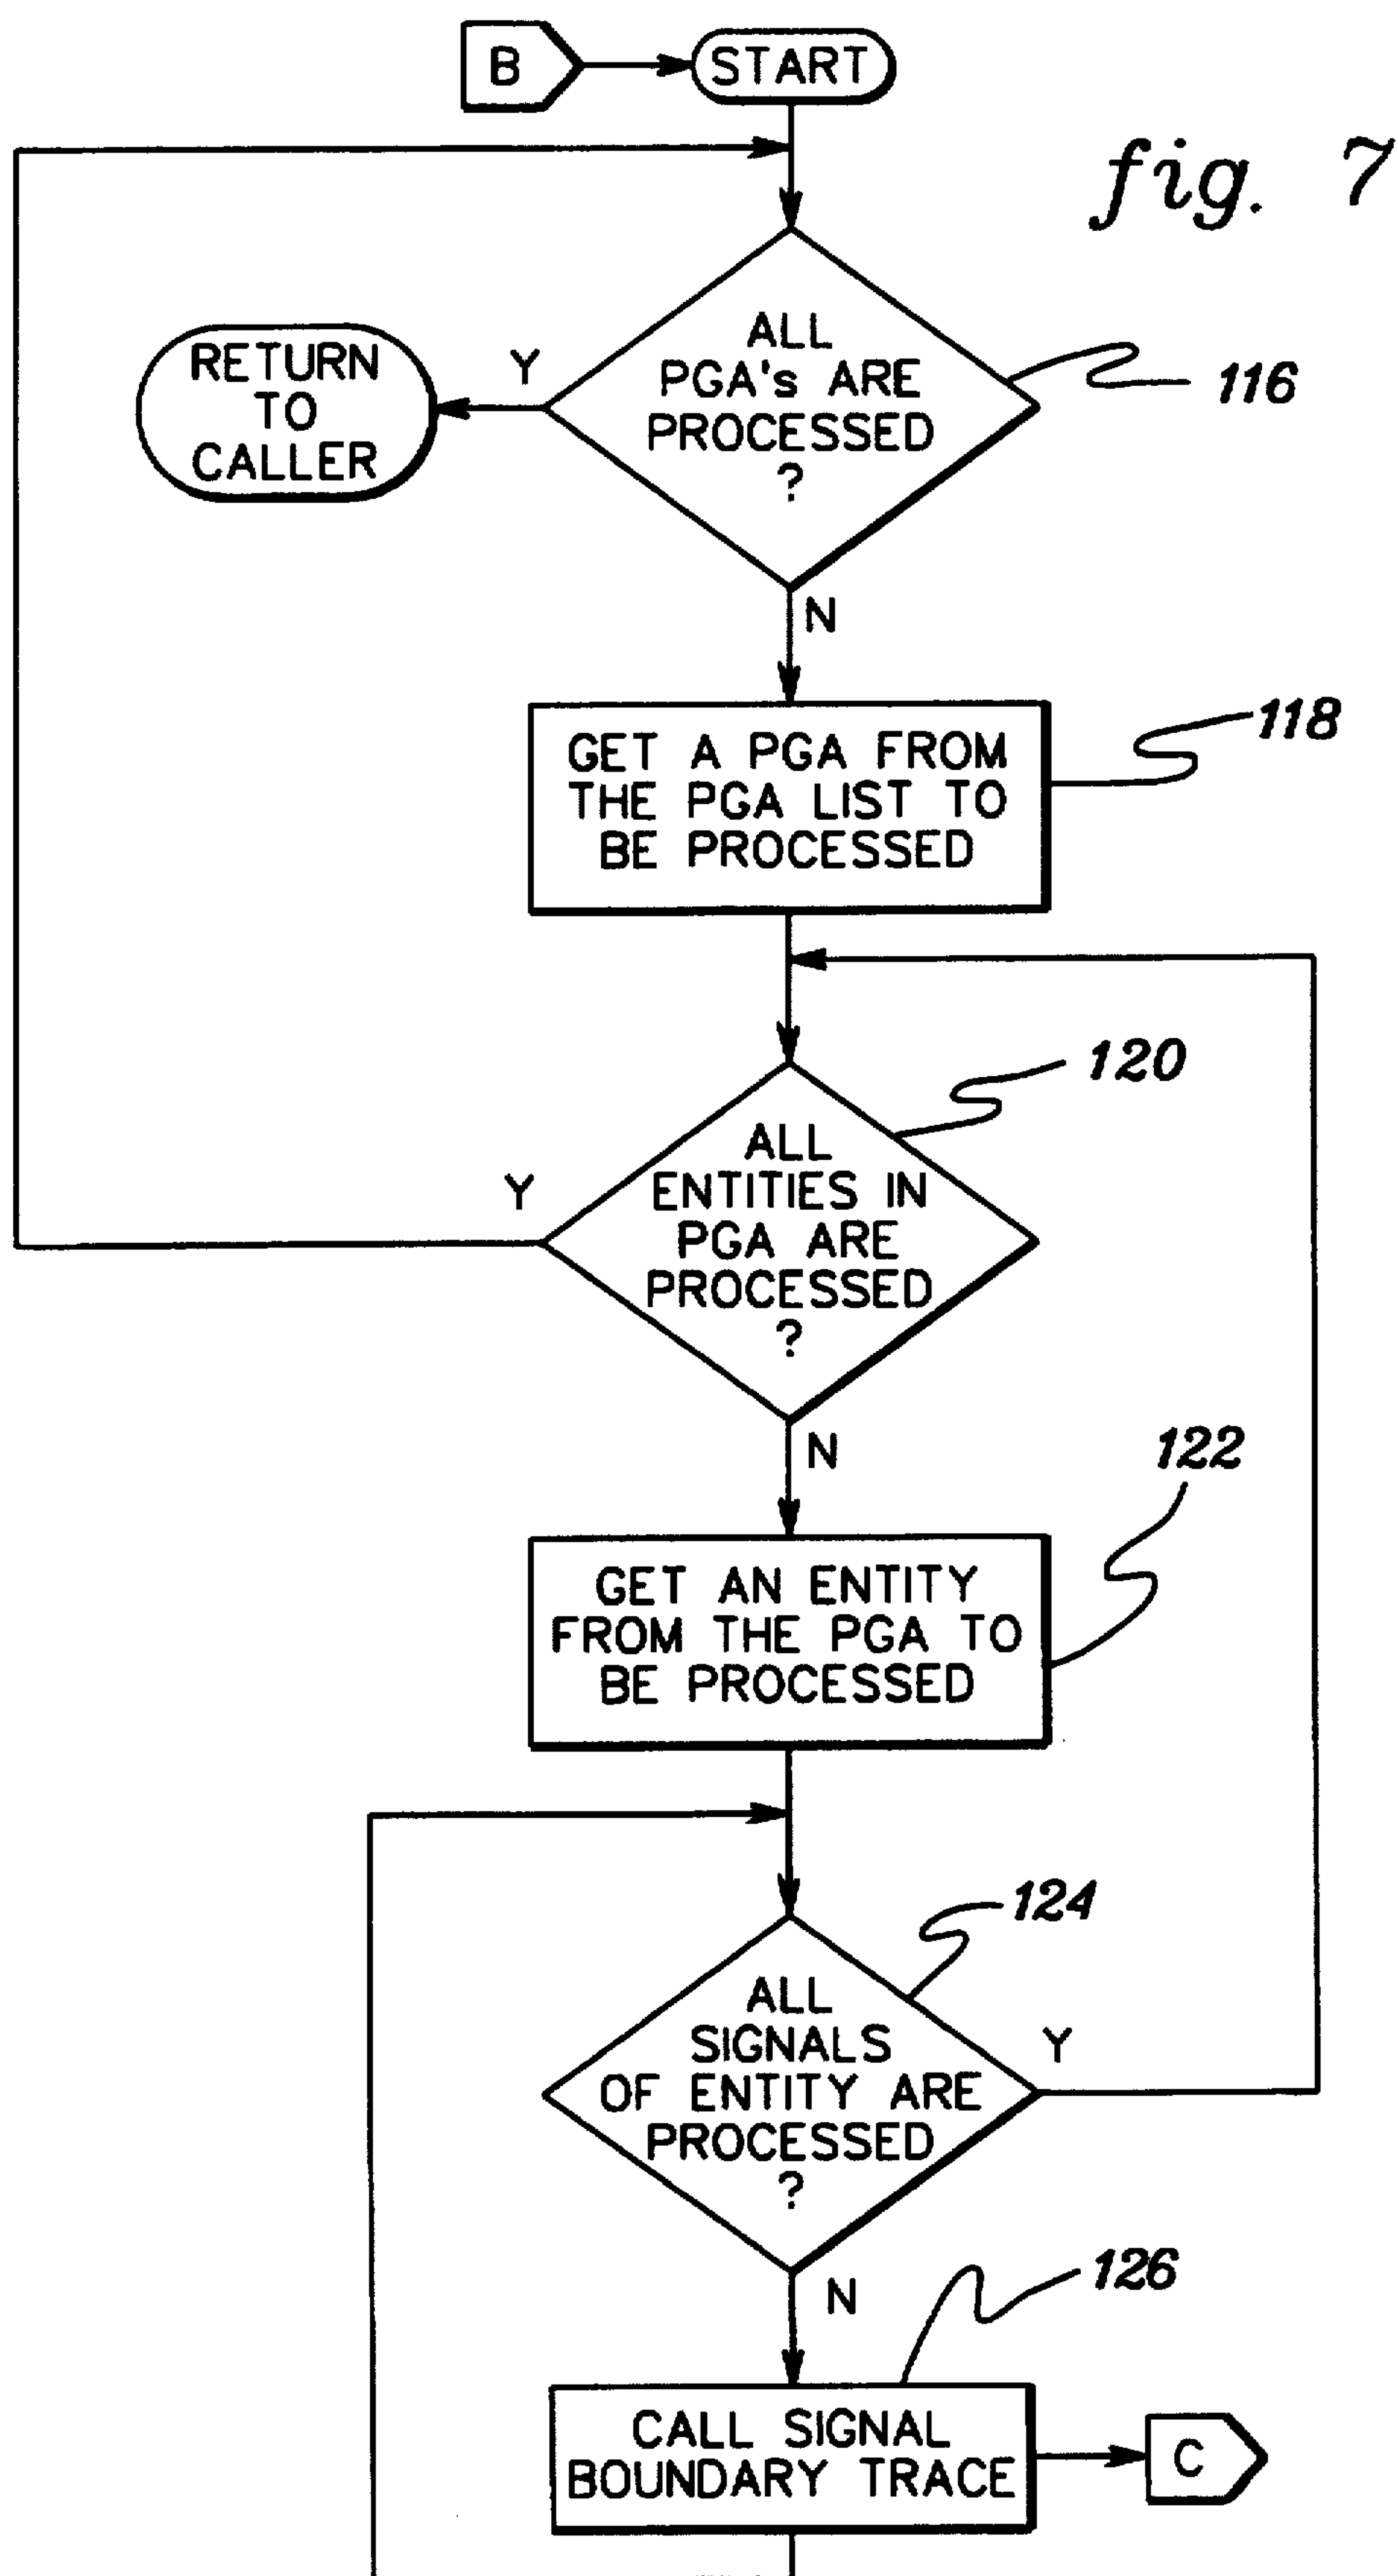 B
START
fig. 7
ALL
PGA's ARE
PROCESSED
?
Y
RETURN
TO
CALLER
116
N
GET A PGA FROM
THE PGA LIST TO
BE PROCESSED
118
120
ALL
ENTITIES IN
PGA ARE
PROCESSED
?
Y
N
122
GET AN ENTITY
FROM THE PGA TO
BE PROCESSED
124
ALL
SIGNALS
OF ENTITY ARE
PROCESSED
?
Y
N
126
CALL SIGNAL
BOUNDARY TRACE
C